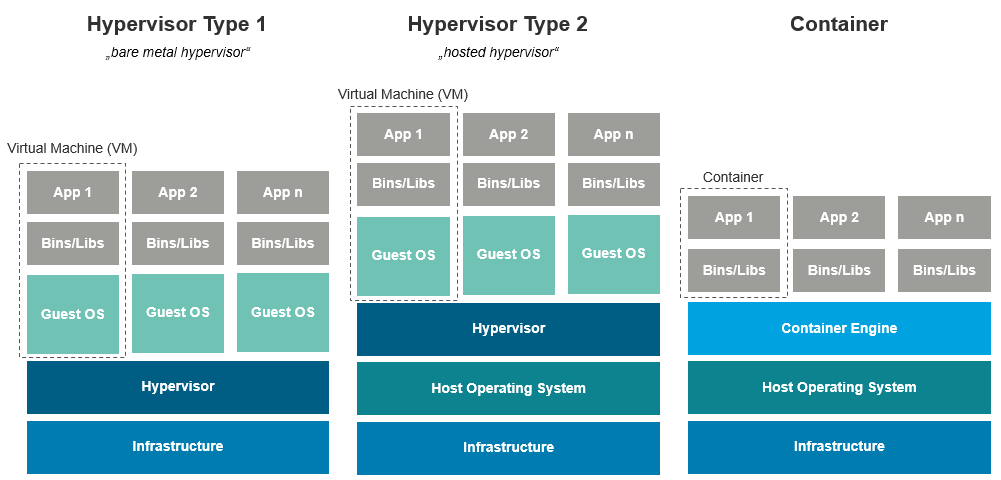 Hypervisor Type 1
„bare metal hypervisor“
Virtual Machine (VM)
App 1
App 2
App n
Bins/Libs
Bins/Libs
Bins/Libs
Guest OS
Guest OS
Guest OS
Hypervisor
Infrastructure
Hypervisor Type 2
„hosted hypervisor“
Virtual Machine (VM)
App 1
App 2
App n
Bins/Libs
Bins/Libs
Bins/Libs
Guest OS
Guest OS
Guest OS
Hypervisor
Host Operating System
Infrastructure
Container
Container
App 1
App 2
App n
Bins/Libs
Bins/Libs
Bins/Libs
Container Engine
Host Operating System
Infrastructure